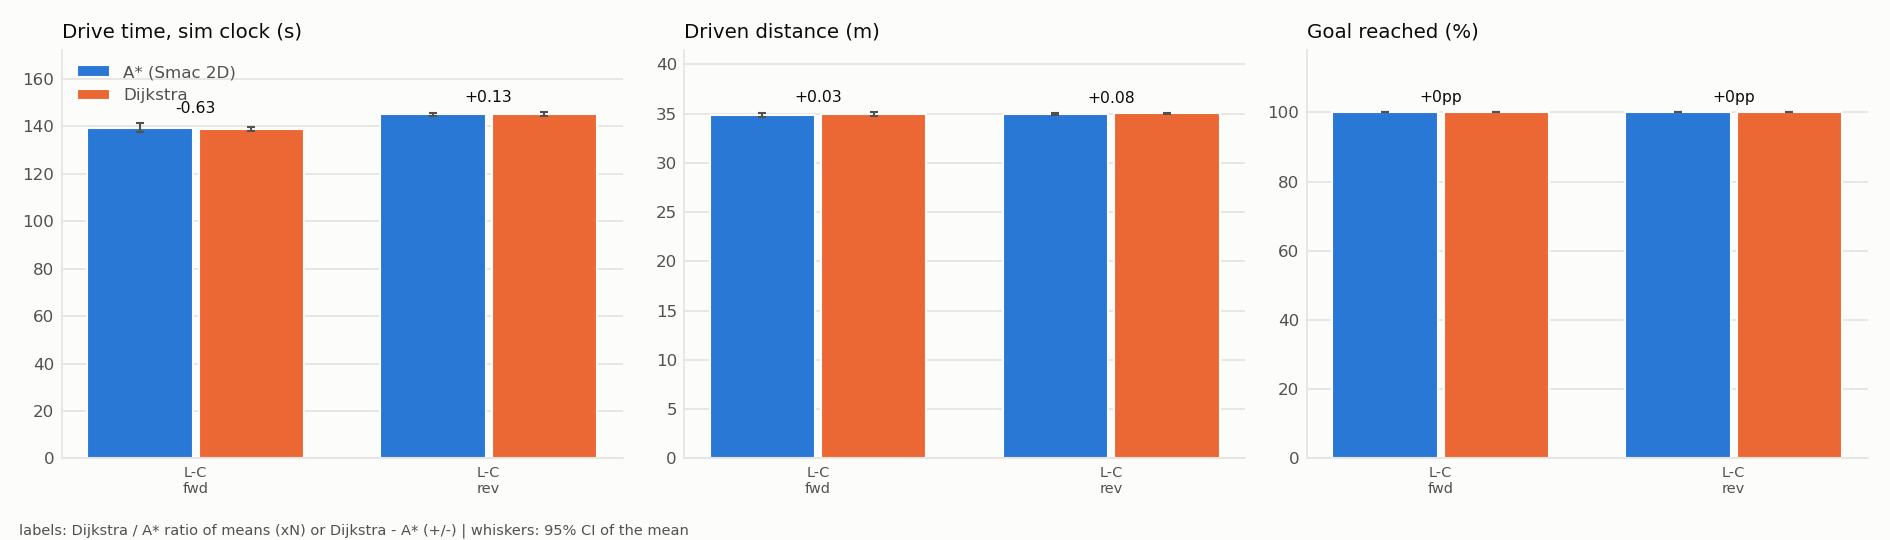 Drive time, sim clock (s)
A* (Smac 2D)
Dijkstra
-0.63
+0.13
160
140
120
100
80
60
40
20
0
L-C
fwd
L-C
rev
Driven distance (m)
+0.03
+0.08
40
35
30
25
20
15
10
5
0
L-C
fwd
L-C
rev
Goal reached (%)
+0pp
+0pp
100
80
60
40
20
0
L-C
fwd
L-C
rev
labels: Dijkstra / A* ratio of means (xN) or Dijkstra - A* (+/-) | whiskers: 95% CI of the mean